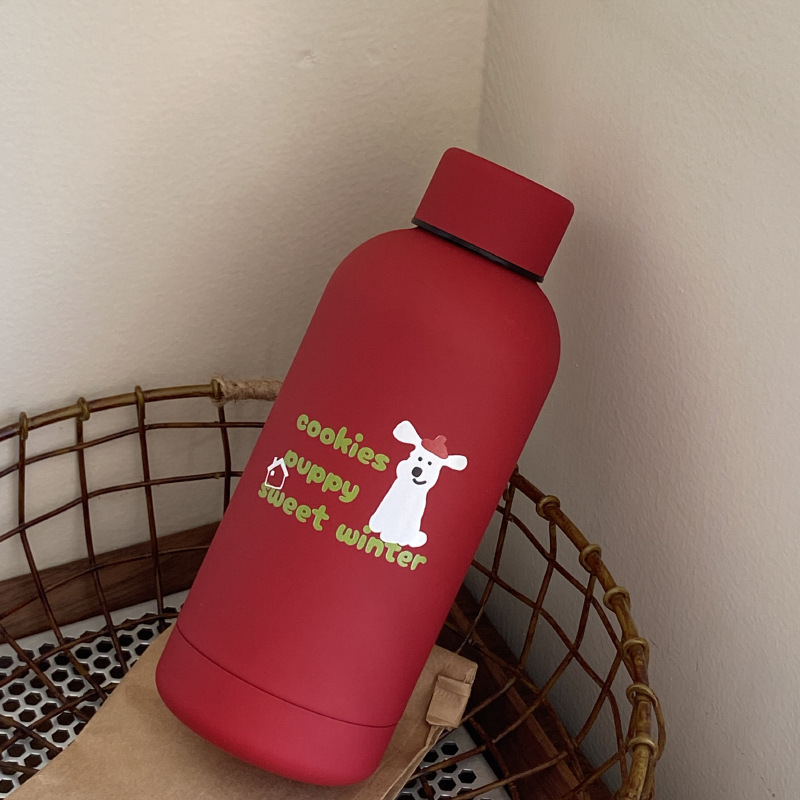 cookies
puppy
sweet winter